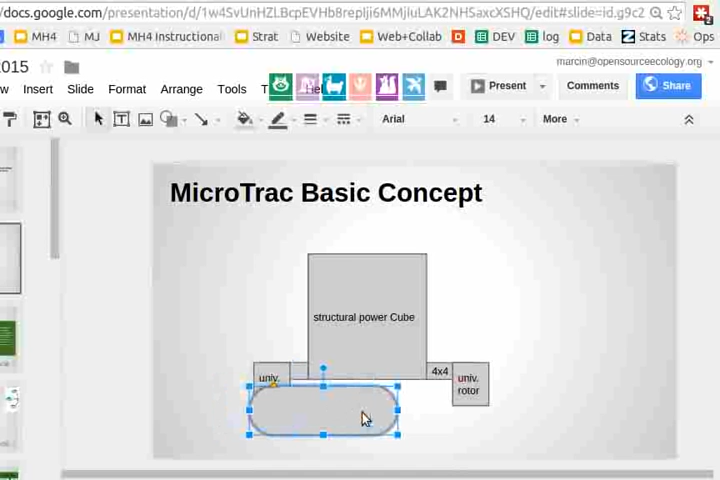 docs.google.com/presentation/d/1w4SvUnHZLBcpEVHb8repIji6MMjIuLAK2NHSaxcXSHQ/edit#slide=id.g9c2
MH4 MJ MH4 Instructional Strat Website Web+Collab D DEV log Data Stats Ops
2015
marcin@opensourceecology.org
w Insert Slide Format Arrange Tools T Hel
Present Comments Share
Arial 14 More
MicroTrac Basic Concept
structural power Cube
univ.
4x4
univ.
rotor